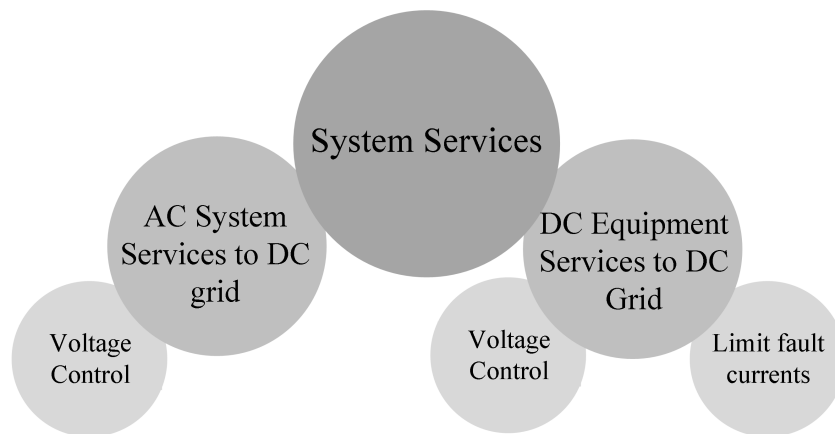 System Services
AC System
Services to DC
grid
DC Equipment
Services to DC
Grid
Voltage
Control
Voltage
Control
Limit fault
currents